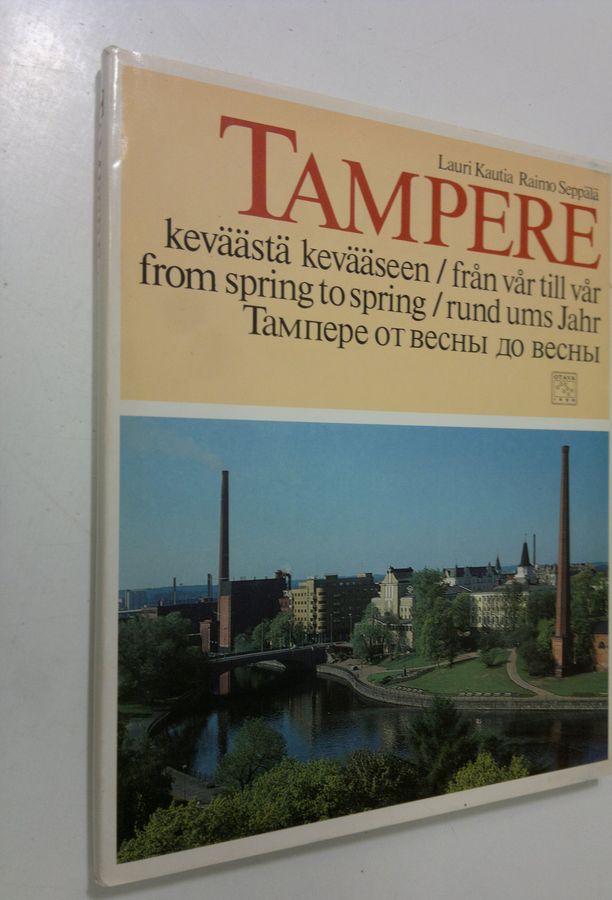 Lauri Kautia Raimo Seppälä
TAMPERE
keväästä kevääseen / från vår till vår
from spring to spring / rund ums Jahr
Тампере от весны до весны
OTAVA